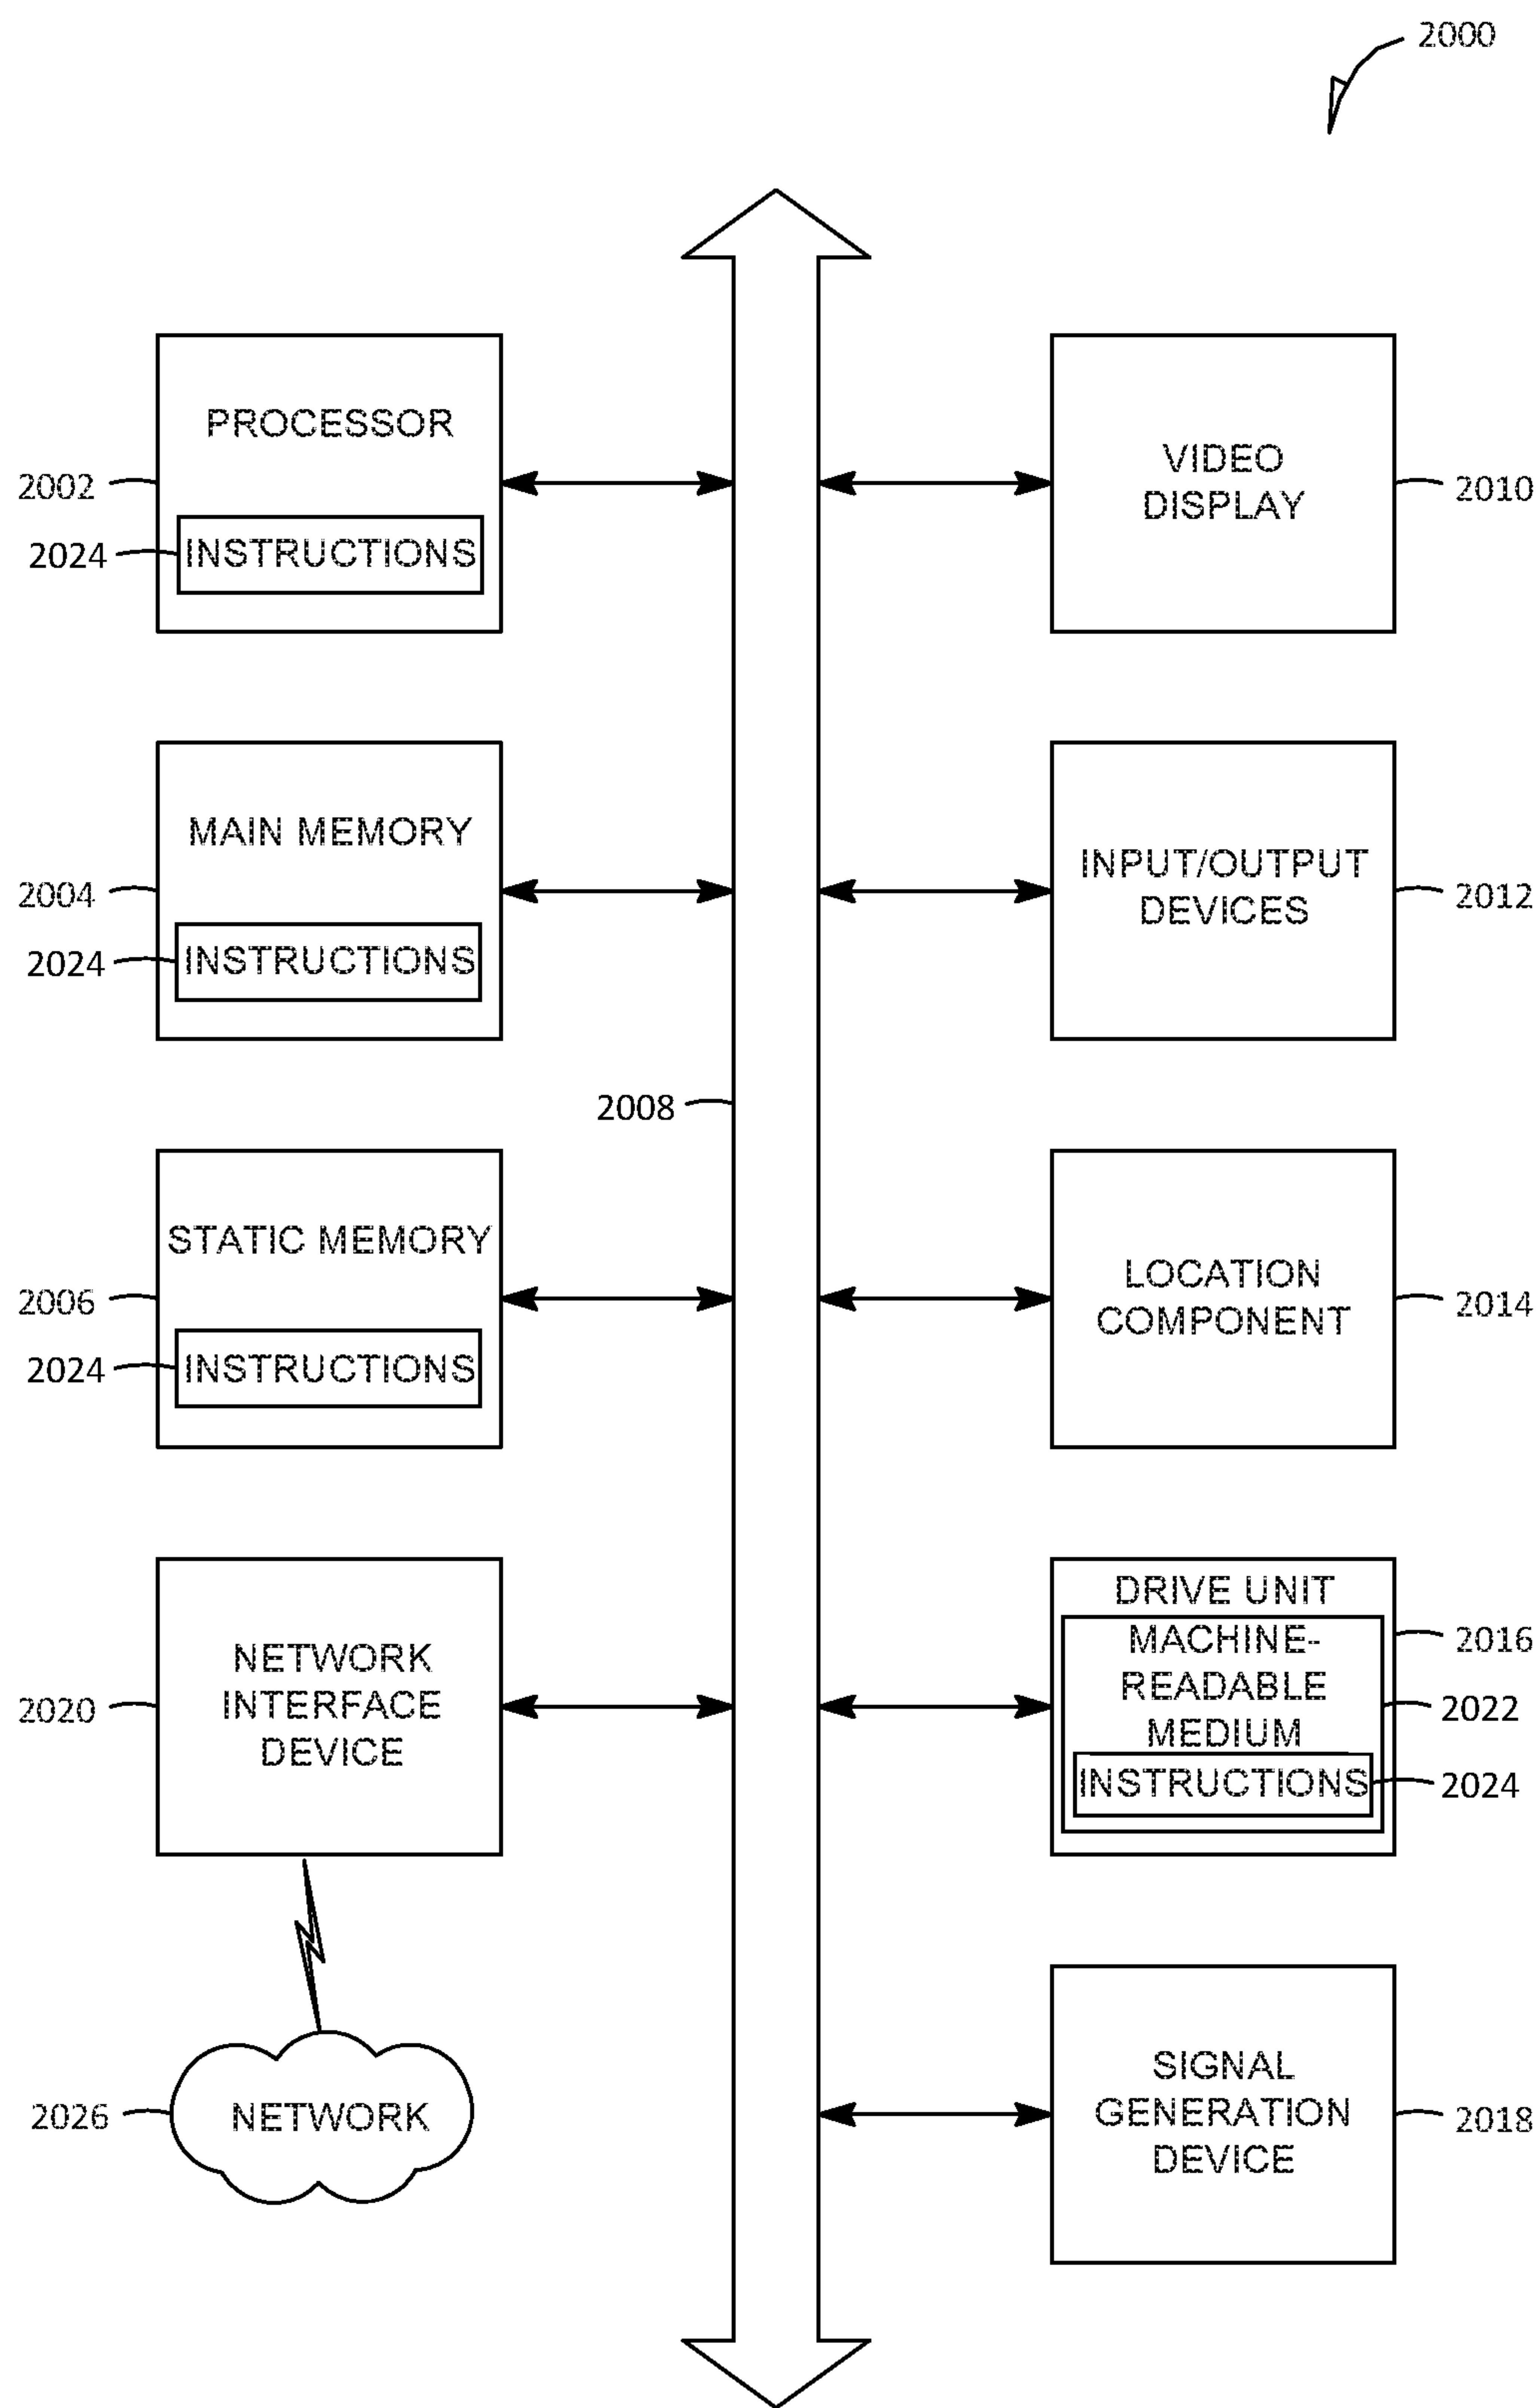 2000
PROCESSOR
2002
2024
INSTRUCTIONS
VIDEO
DISPLAY
2010
MAIN MEMORY
2004
2024
INSTRUCTIONS
INPUT/OUTPUT
DEVICES
2012
2008
STATIC MEMORY
2006
2024
INSTRUCTIONS
LOCATION
COMPONENT
2014
NETWORK
INTERFACE
DEVICE
2020
DRIVE UNIT
MACHINE-
READABLE
MEDIUM
INSTRUCTIONS
2016
2022
2024
2026
NETWORK
SIGNAL
GENERATION
DEVICE
2018